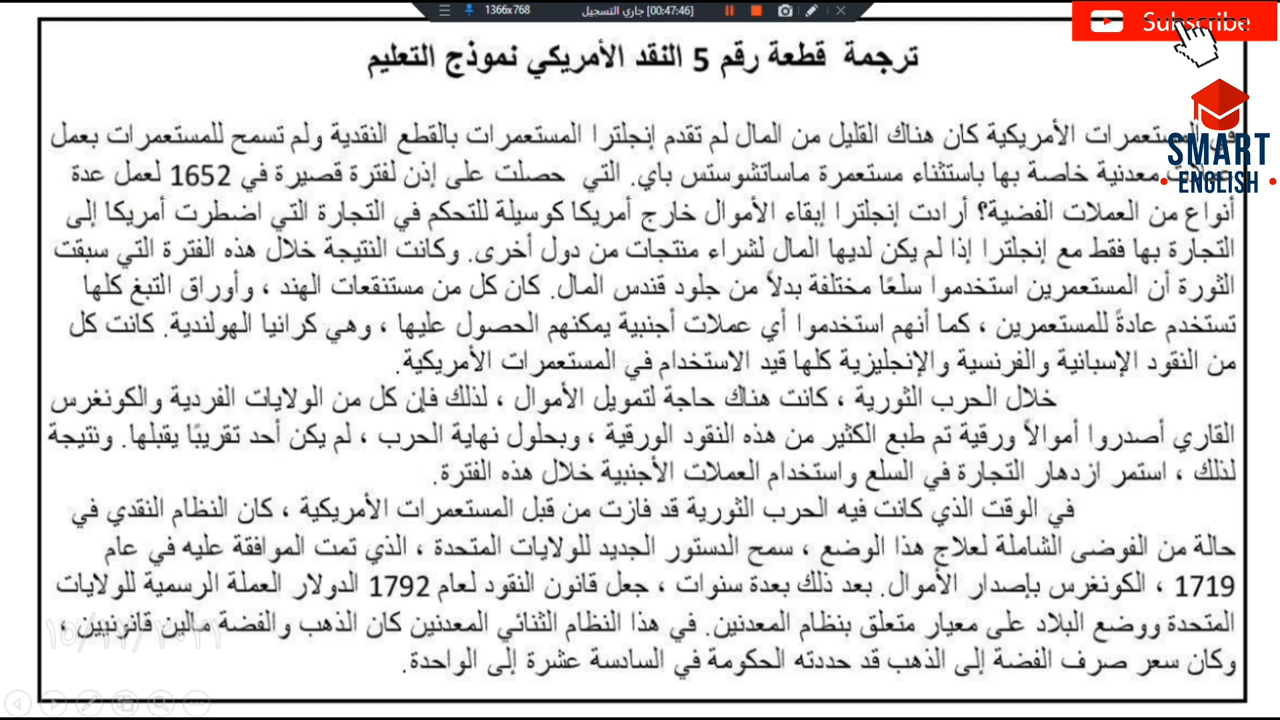 1366x768
جاري التسجيل [00:47:46]
Subscribe
SMART
ENGLISH
ترجمة قطعة رقم 5 النقد الأمريكي نموذج التعليم
المستعمرات الأمريكية كان هناك القليل من المال لم تقدم إنجلترا المستعمرات بالقطع النقدية ولم تسمح للمستعمرات بعمل
معدنية خاصة بها باستثناء مستعمرة ماساتشوستس باي. التي حصلت على إذن لفترة قصيرة في 1652 لعمل عدة
أنواع من العملات الفضية؟ أرادت إنجلترا إبقاء الأموال خارج أمريكا كوسيلة للتحكم في التجارة التي اضطرت أمريكا إلى
التجارة بها فقط مع إنجلترا إذا لم يكن لديها المال لشراء منتجات من دول أخرى. وكانت النتيجة خلال هذه الفترة التي سبقت
الثورة أن المستعمرين استخدموا سلعًا مختلفة بدلاً من جلود قندس المال. كان كل من مستنقعات الهند ، وأوراق التبغ كلها
تستخدم عادةً للمستعمرين ، كما أنهم استخدموا أي عملات أجنبية يمكنهم الحصول عليها ، وهي كرانيا الهولندية. كانت كل
من النقود الإسبانية والفرنسية والإنجليزية كلها قيد الاستخدام في المستعمرات الأمريكية.
خلال الحرب الثورية ، كانت هناك حاجة لتمويل الأموال ، لذلك فإن كل من الولايات الفردية والكونغرس
القاري أصدروا أموالاً ورقية تم طبع الكثير من هذه النقود الورقية ، وبحلول نهاية الحرب ، لم يكن أحد تقريبًا يقبلها. ونتيجة
لذلك ، استمر ازدهار التجارة في السلع واستخدام العملات الأجنبية خلال هذه الفترة.
في الوقت الذي كانت فيه الحرب الثورية قد فازت من قبل المستعمرات الأمريكية ، كان النظام النقدي في
حالة من الفوضى الشاملة لعلاج هذا الوضع ، سمح الدستور الجديد للولايات المتحدة ، الذي تمت الموافقة عليه في عام
1719 ، الكونغرس بإصدار الأموال. بعد ذلك بعدة سنوات ، جعل قانون النقود لعام 1792 الدولار العملة الرسمية للولايات
المتحدة ووضع البلاد على معيار متعلق بنظام المعدنين. في هذا النظام الثنائي المعدنين كان الذهب والفضة مالين قانونيين ،
وكان سعر صرف الفضة إلى الذهب قد حددته الحكومة في السادسة عشرة إلى الواحدة.